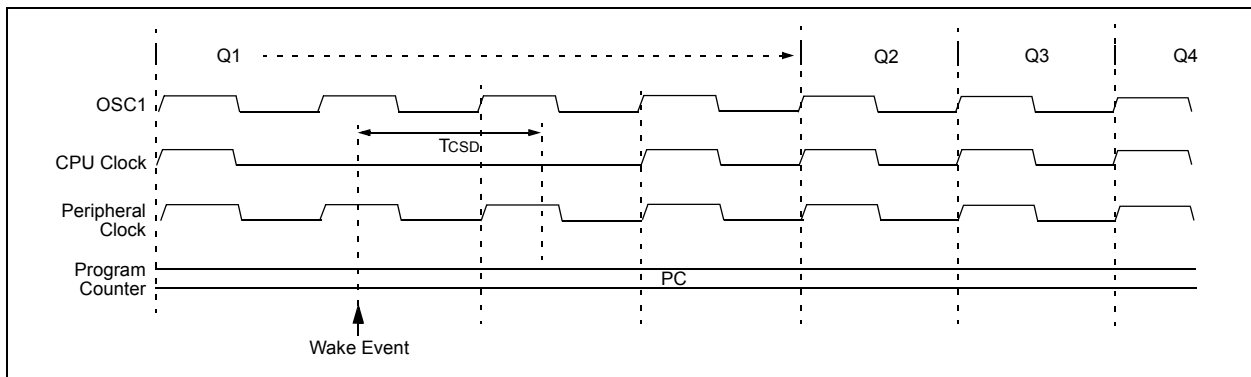 Q1
Q2
Q3
Q4
OSC1
TCSD
CPU Clock
Peripheral
Clock
Program
Counter
PC
Wake Event